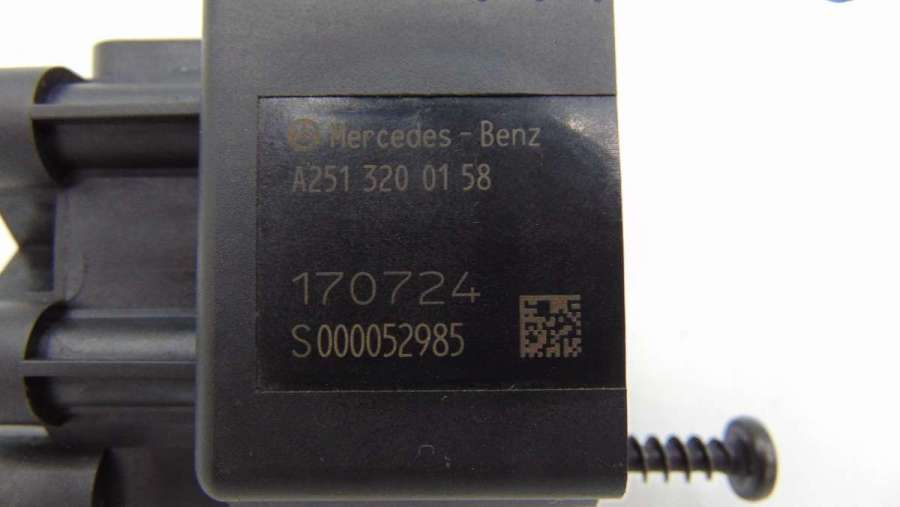 Mercedes-Benz
A251 320 01 58
170724
S000052985